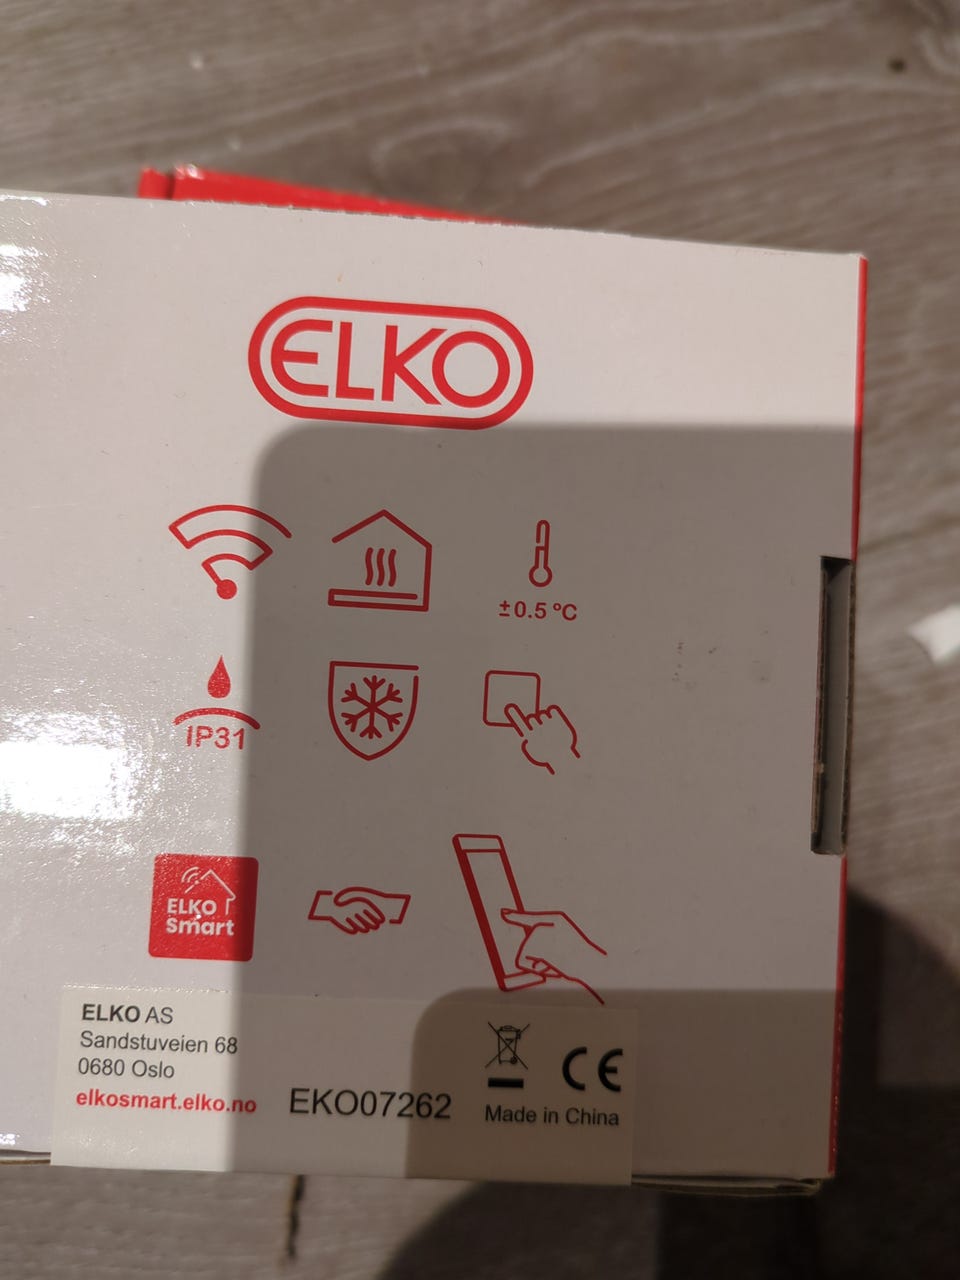 ELKO
±0.5 ºC
IP31
ELKO
Smart
ELKO AS
Sandstuveien 68
0680 Oslo
elkosmart.elko.no
EKO07262
CE
Made in China